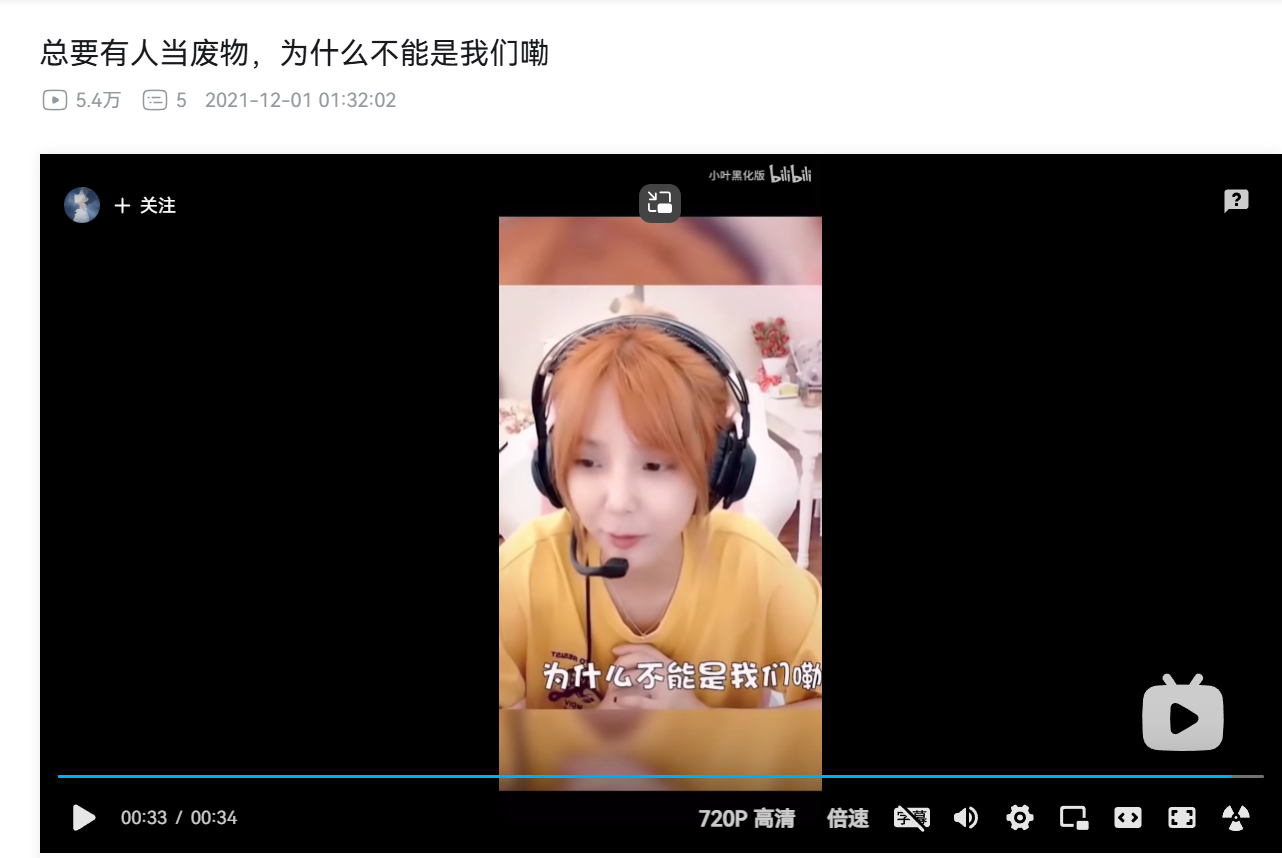 总要有人当废物，为什么不能是我们嘞
5.4万 5 2021-12-01 01:32:02
小叶黑化版 bilibili
+ 关注
为什么不能是我们嘞
00:33 / 00:34 720P 高清 倍速 字幕